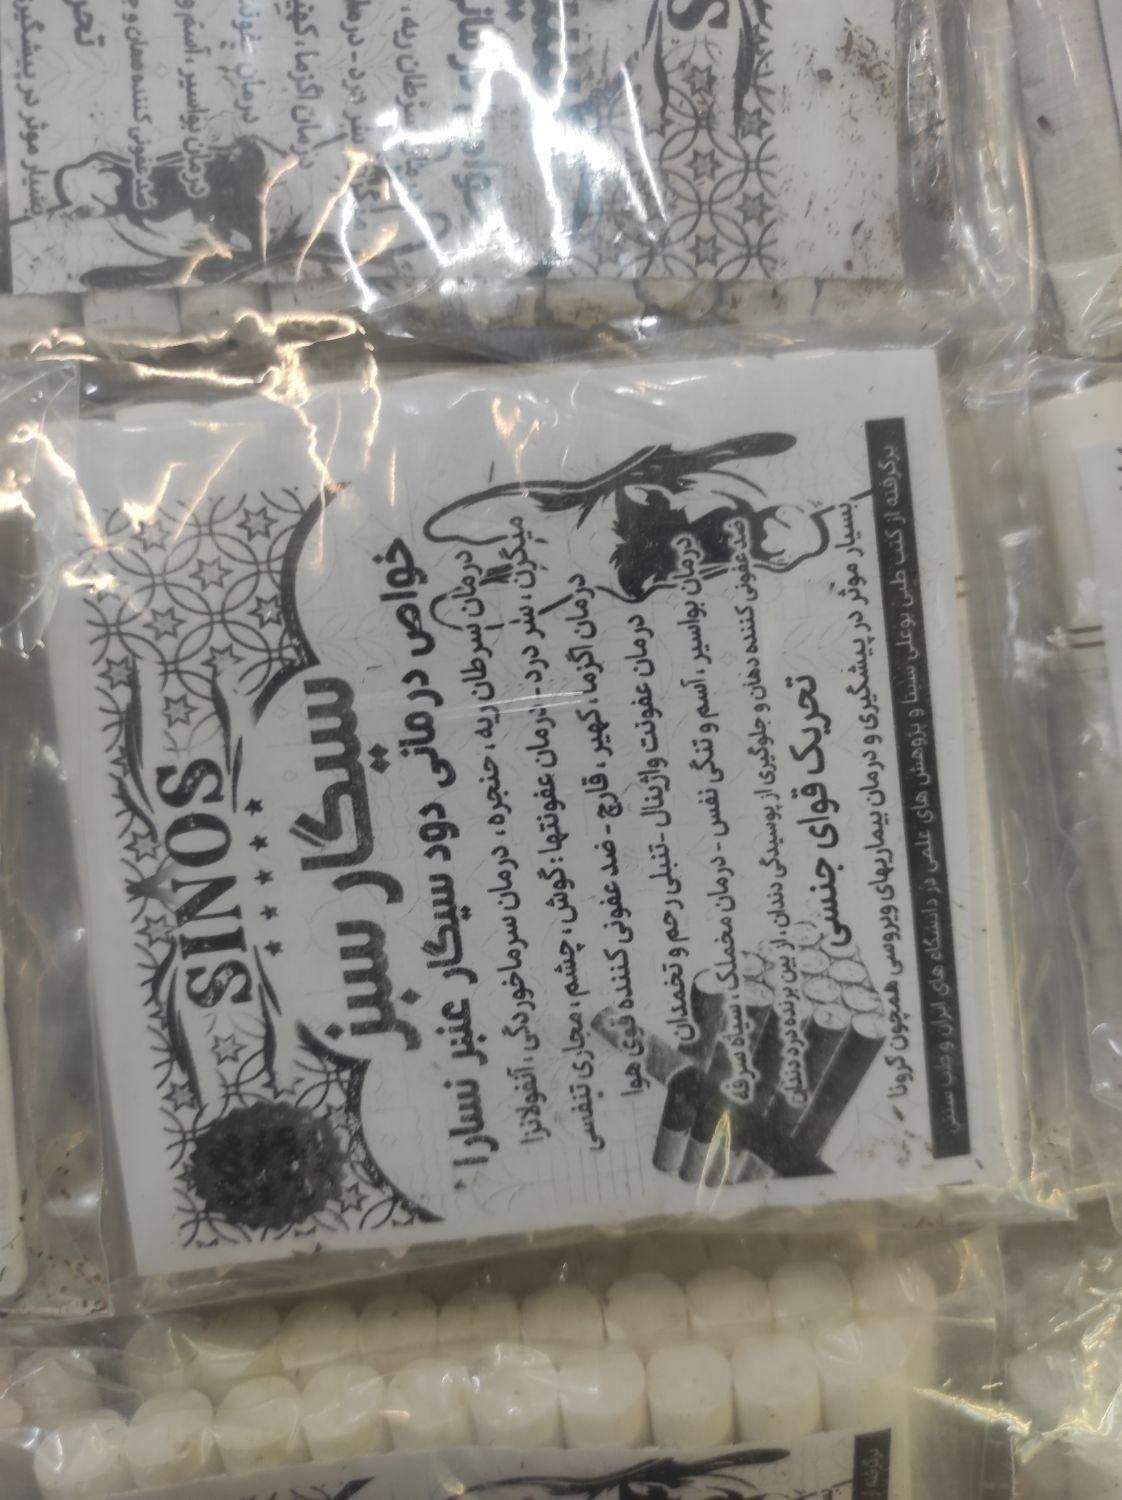 SINOS
سیگار سبز
خواص درمانی دود سیگار عنبر نسارا
درمان سرطان ریه، حنجره، درمان سرماخوردگی، آنفولانزا
میگرن، سر درد - درمان عفونتها: گوش، چشم، مجاری تنفسی
درمان اگزما، کهیر، قارچ - ضد عفونی کننده قوی هوا
درمان عفونت واژینال - تنبلی رحم و تخمدان
درمان بواسیر، آسم و تنگی نفس - درمان مخملک، سیاه سرفه
ضدعفونی کننده دهان و جلوگیری از پوسیدگی دندان، از بین برنده درد دندان
تحریک قوای جنسی
بسیار موثر در پیشگیری و درمان بیماریهای ویروسی همچون کرونا
برگرفته از کتب طبی بوعلی سینا و پژوهش های علمی در دانشگاه های ایران و طب سنتی